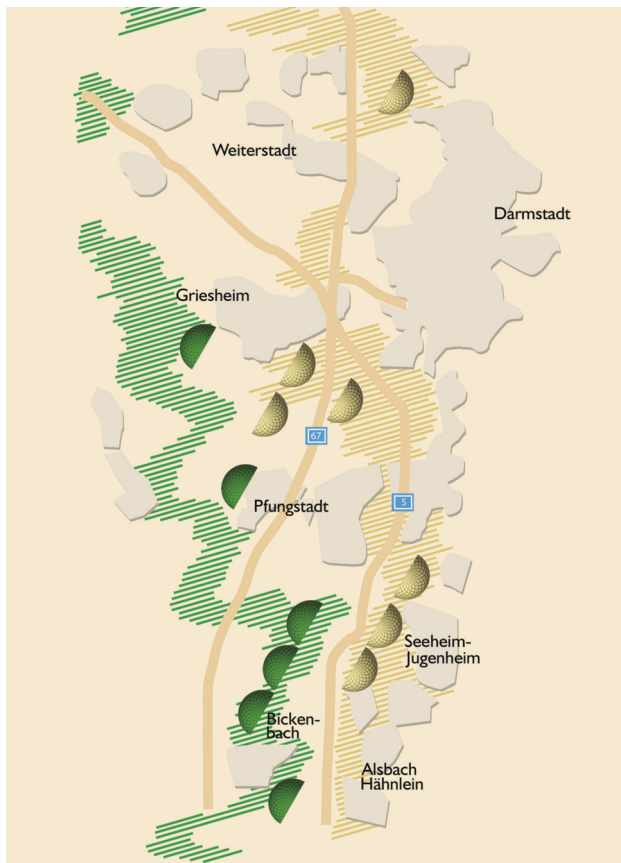 Weiterstadt
Darmstadt
Griesheim
67
Pfungstadt
5
Seeheim-
Jugenheim
Bicken-
bach
Alsbach
Hähnlein